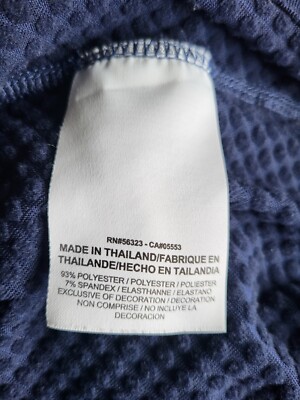 RN#56323 - CA#05553
MADE IN THAILAND/FABRIQUE EN
THAILANDE/HECHO EN TAILANDIA
93% POLYESTER / POLYESTER / POLIESTER
7% SPANDEX / ELASTHANNE / ELASTANO
EXCLUSIVE OF DECORATION / DECORATION
NON COMPRISE / NO INCLUYE LA
DECORACION